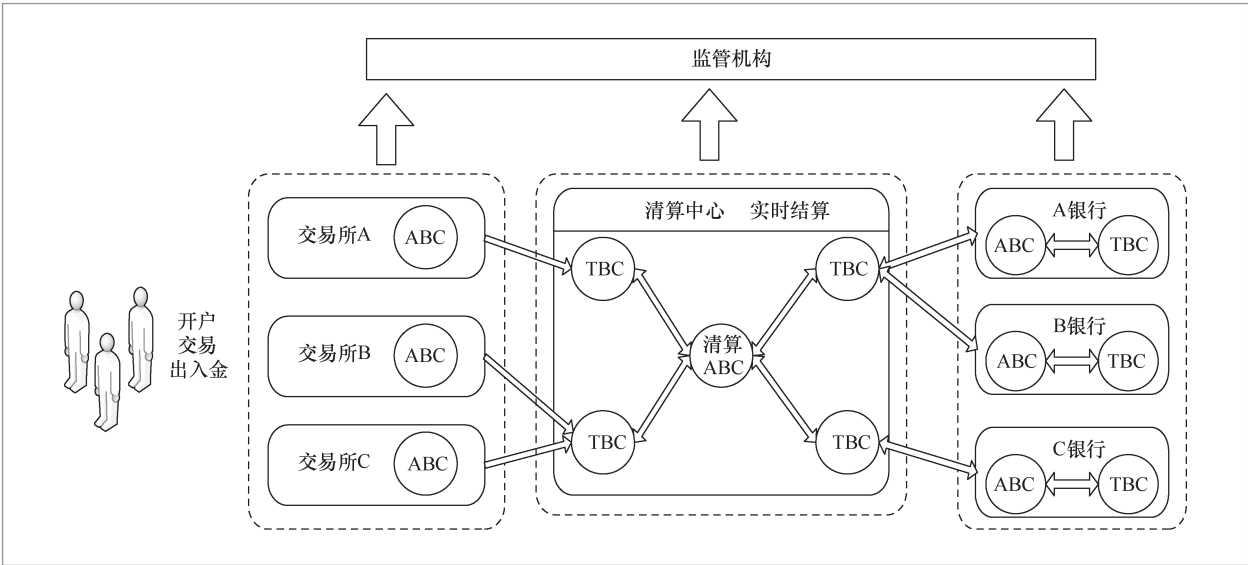 监管机构
开户
交易
出入金
交易所A
ABC
交易所B
ABC
交易所C
ABC
清算中心 实时结算
TBC
TBC
清算
ABC
TBC
TBC
A银行
ABC
TBC
B银行
ABC
TBC
C银行
ABC
TBC